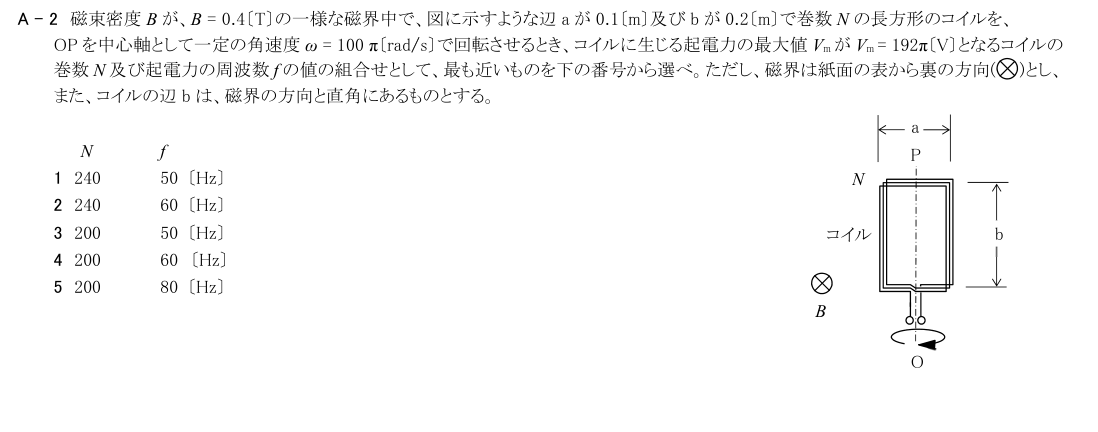 A － 2 磁束密度 B が、B = 0.4〔T〕の一様な磁界中で、図に示すような辺 a が 0.1〔m〕及び b が 0.2〔m〕で巻数 N の長方形のコイルを、
OP を中心軸として一定の角速度 ω = 100 π〔rad/s〕で回転させるとき、コイルに生じる起電力の最大値 Vm が Vm = 192π〔V〕となるコイルの
巻数 N 及び起電力の周波数 f の値の組合せとして、最も近いものを下の番号から選べ。ただし、磁界は紙面の表から裏の方向(⊗)とし、
また、コイルの辺 b は、磁界の方向と直角にあるものとする。
N f
1 240 50 〔Hz〕
2 240 60 〔Hz〕
3 200 50 〔Hz〕
4 200 60 〔Hz〕
5 200 80 〔Hz〕
a
P
N
コイル
b
B
O